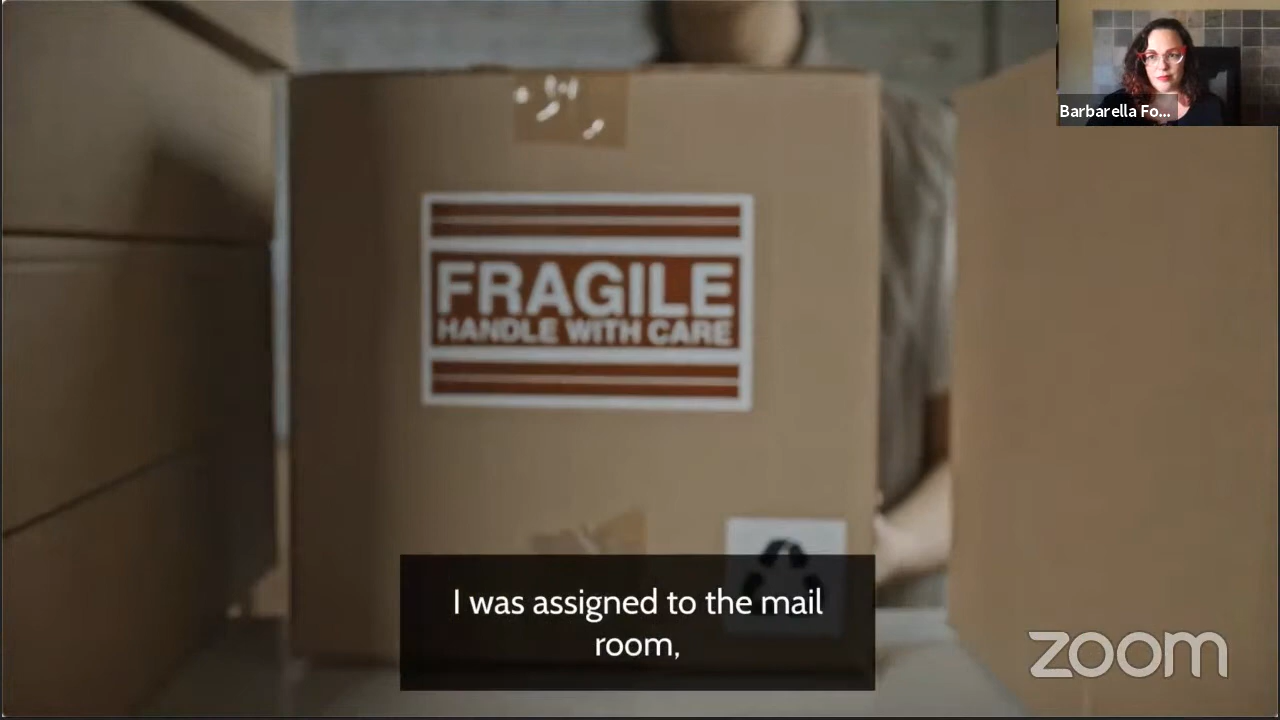 Barbarella Fo...
FRAGILE
HANDLE WITH CARE
I was assigned to the mail
room,
zoom